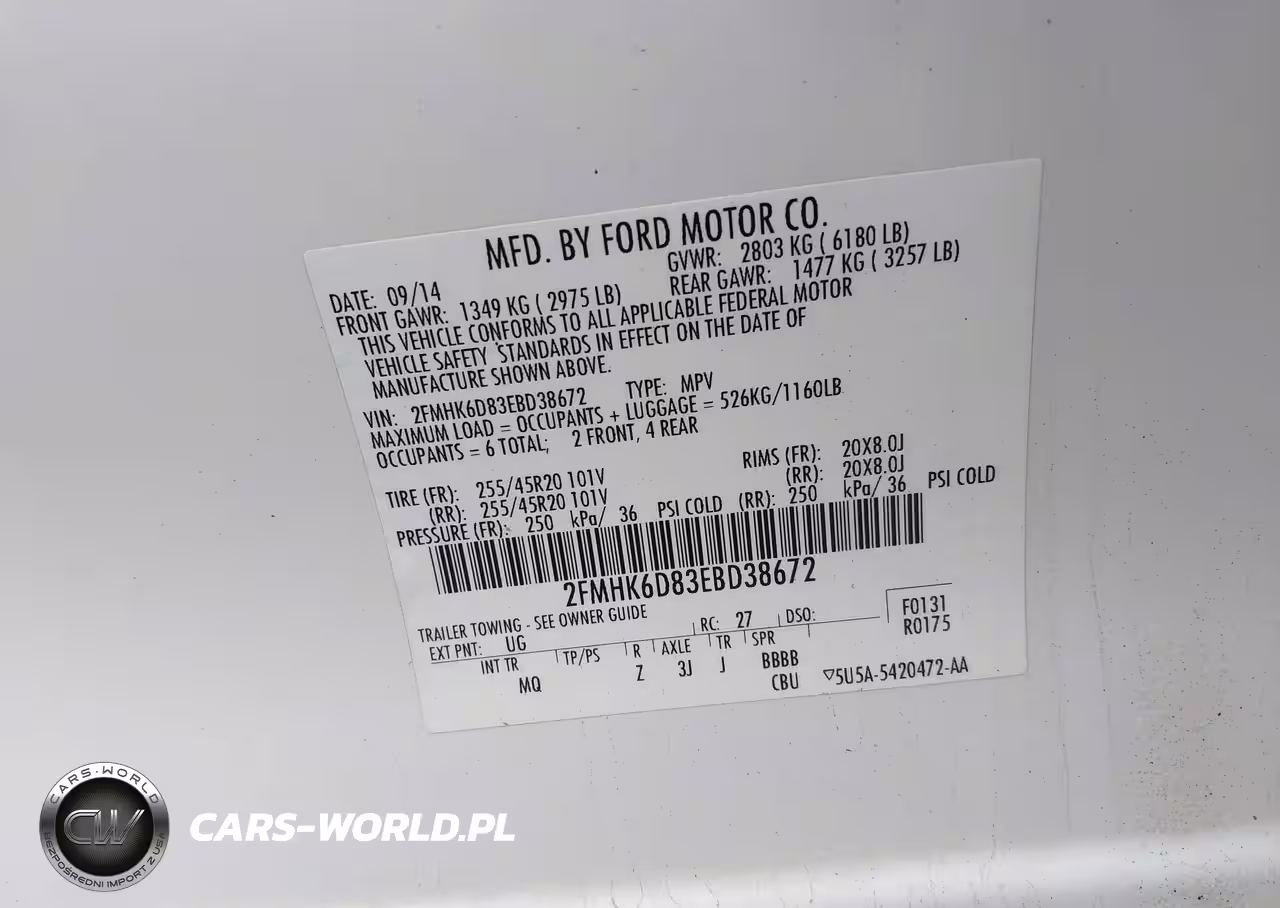 MFD. BY FORD MOTOR CO.
DATE: 09/14 GVWR: 2803 KG ( 6180 LB)
FRONT GAWR: 1349 KG ( 2975 LB) REAR GAWR: 1477 KG ( 3257 LB)
THIS VEHICLE CONFORMS TO ALL APPLICABLE FEDERAL MOTOR
VEHICLE SAFETY STANDARDS IN EFFECT ON THE DATE OF
MANUFACTURE SHOWN ABOVE.
VIN: 2FMHK6D83EBD38672 TYPE: MPV
MAXIMUM LOAD = OCCUPANTS + LUGGAGE = 526KG/1160LB
OCCUPANTS = 6 TOTAL; 2 FRONT, 4 REAR
TIRE (FR): 255/45R20 101V RIMS (FR): 20X8.0J
(RR): 255/45R20 101V (RR): 20X8.0J
PRESSURE (FR): 250 kPa/ 36 PSI COLD (RR): 250 kPa/ 36 PSI COLD
2FMHK6D83EBD38672
TRAILER TOWING - SEE OWNER GUIDE
EXT PNT: UG RC: 27 DSO: F0131
R0175
INT TR TP/PS R AXLE TR SPR
MQ Z 3J J BBBB
CBU ▽5U5A-5420472-AA
CARS-WORLD
CW
BEZPOŚREDNI IMPORT Z USA
CARS-WORLD.PL